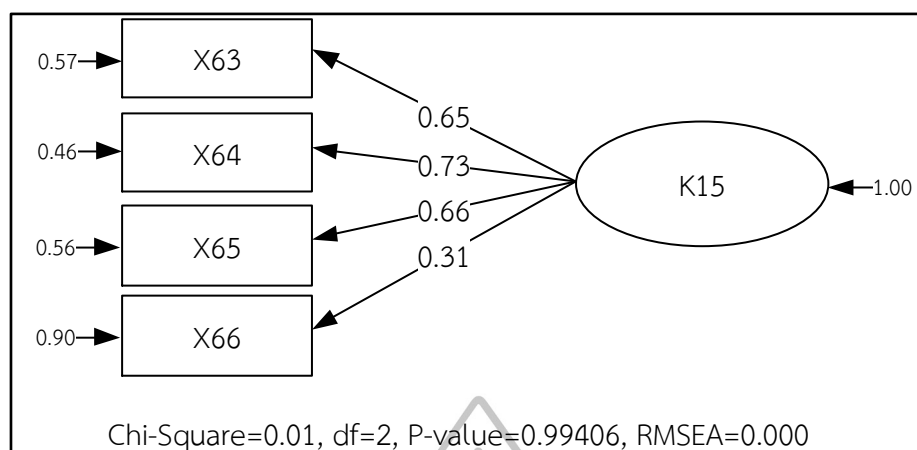 0.57
X63
0.65
0.46
X64
0.73
K15
1.00
0.56
X65
0.66
0.31
0.90
X66
Chi-Square=0.01, df=2, P-value=0.99406, RMSEA=0.000